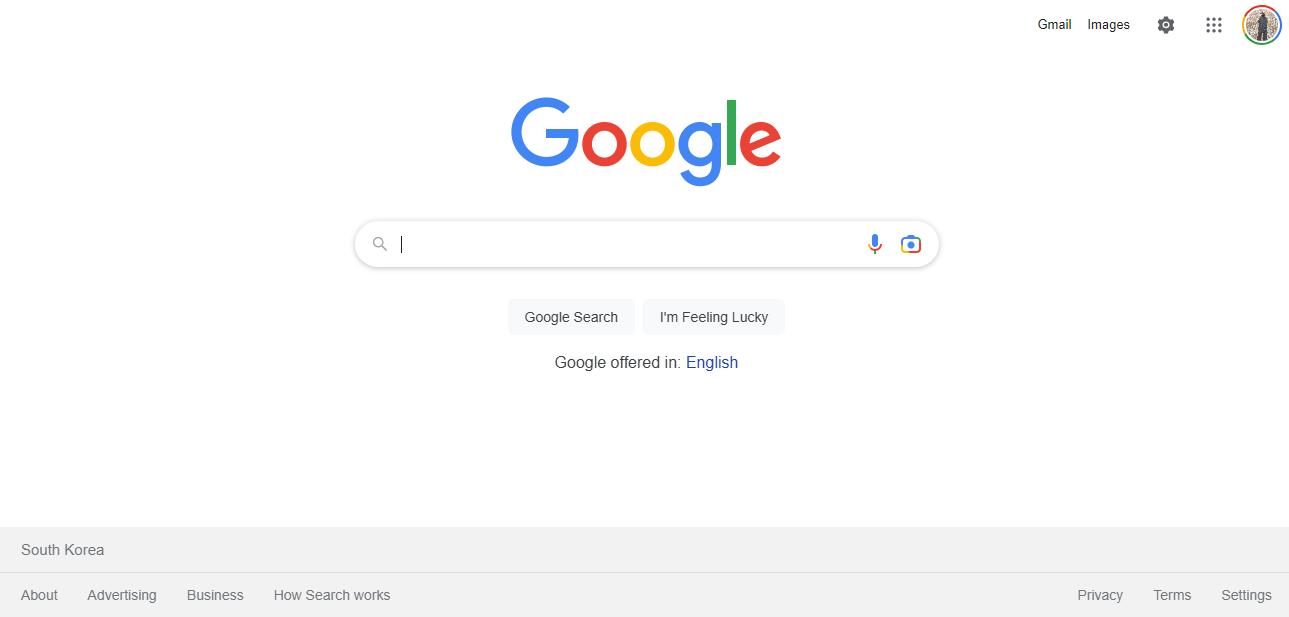 Gmail Images
Google
Google Search I'm Feeling Lucky
Google offered in: English
South Korea
About Advertising Business How Search works Privacy Terms Settings